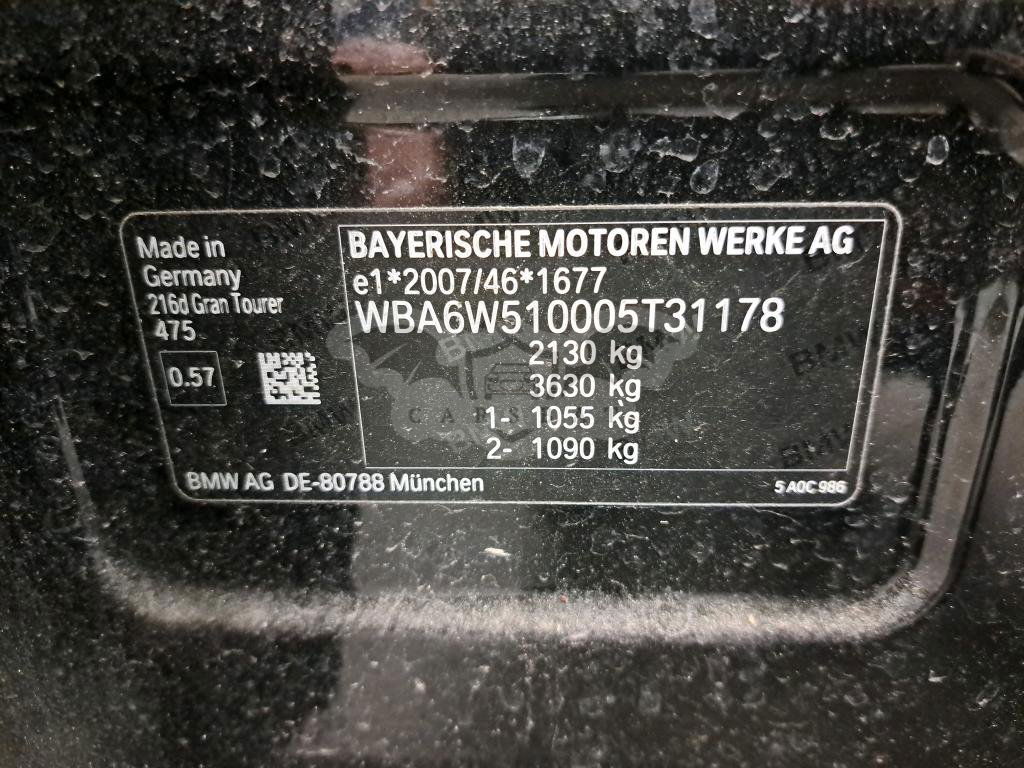 Made in
Germany
216d Gran Tourer
475
0.57
BAYERISCHE MOTOREN WERKE AG
e1*2007/46*1677
WBA6W510005T31178
2130 kg
3630 kg
1- 1055 kg
2- 1090 kg
BMW AG DE-80788 München
5 A0C 986